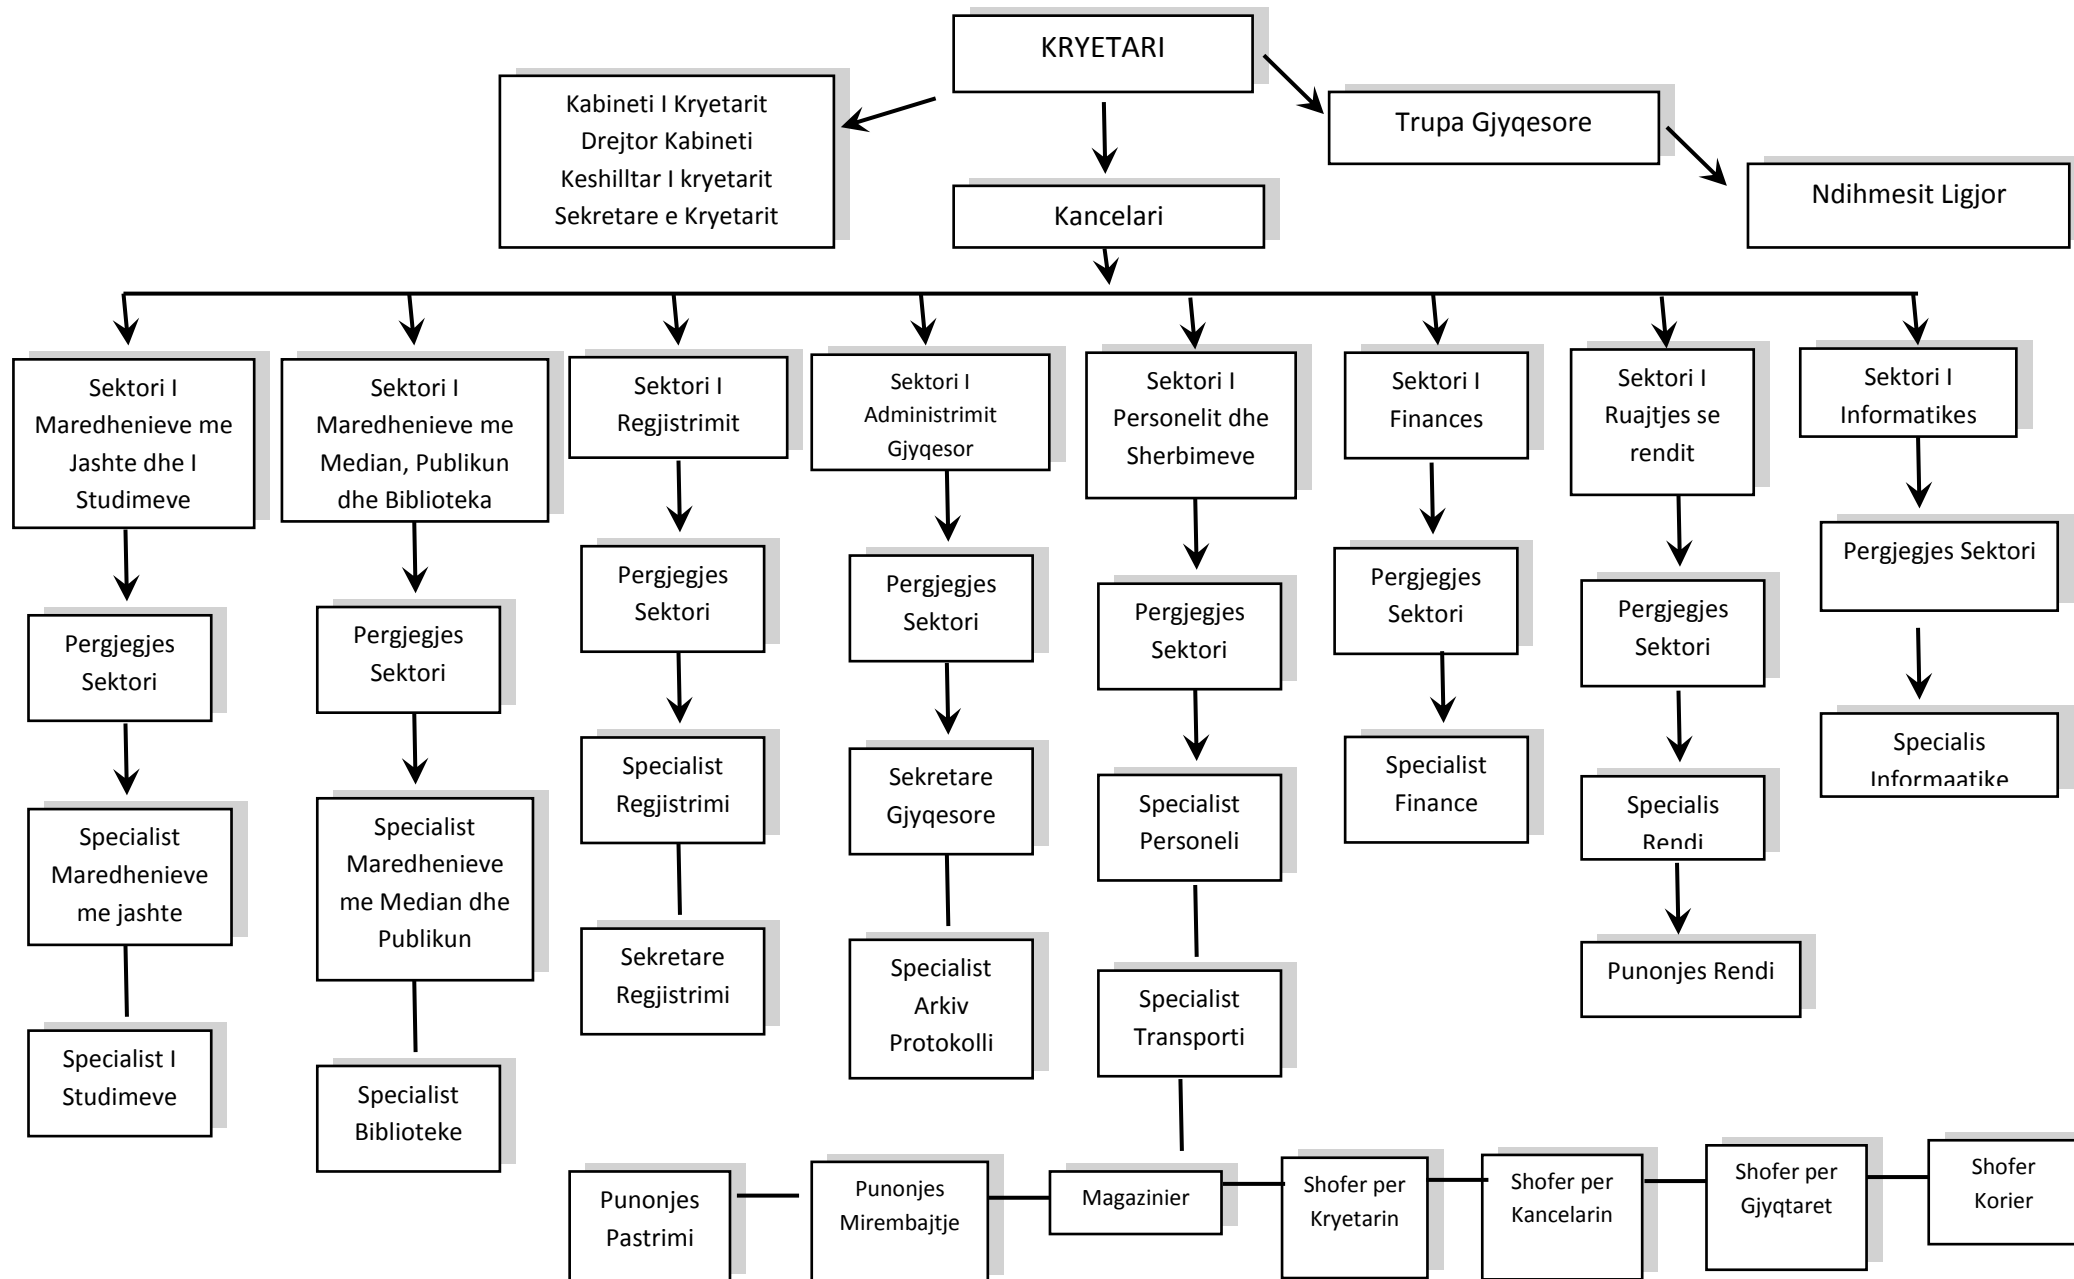 KRYETARI
Kabineti I Kryetarit
Drejtor Kabineti
Keshilltar I kryetarit
Sekretare e Kryetarit
Trupa Gjyqesore
Ndihmesit Ligjor
Kancelari
Sektori I
Maredhenieve me
Jashte dhe I
Studimeve
Sektori I
Maredhenieve me
Median, Publikun
dhe Biblioteka
Sektori I
Regjistrimit
Sektori I
Administrimit
Gjyqesor
Sektori I
Personelit dhe
Sherbimeve
Sektori I
Finances
Sektori I
Ruajtjes se
rendit
Sektori I
Informatikes
Pergjegjes
Sektori
Pergjegjes
Sektori
Pergjegjes
Sektori
Pergjegjes
Sektori
Pergjegjes
Sektori
Pergjegjes
Sektori
Pergjegjes
Sektori
Pergjegjes Sektori
Specialist
Maredhenieve
me jashte
Specialist
Maredhenieve
me Median dhe
Publikun
Specialist
Regjistrimi
Sekretare
Gjyqesore
Specialist
Personeli
Specialist
Finance
Specialis
Rendi
Specialis
Informaatike
Specialist I
Studimeve
Specialist
Biblioteke
Sekretare
Regjistrimi
Specialist
Arkiv
Protokolli
Specialist
Transporti
Punonjes Rendi
Punonjes
Pastrimi
Punonjes
Mirembajtje
Magazinier
Shofer per
Kryetarin
Shofer per
Kancelarin
Shofer per
Gjyqtaret
Shofer
Korier